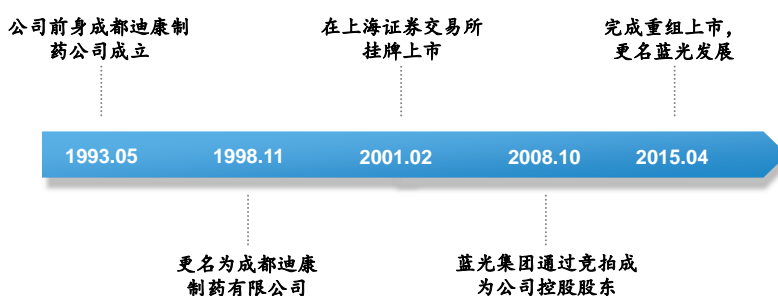 公司前身成都迪康制
药公司成立
在上海证券交易所
挂牌上市
完成重组上市，
更名蓝光发展
1993.05
1998.11
2001.02
2008.10
2015.04
更名为成都迪康
制药有限公司
蓝光集团通过竞拍成
为公司控股股东